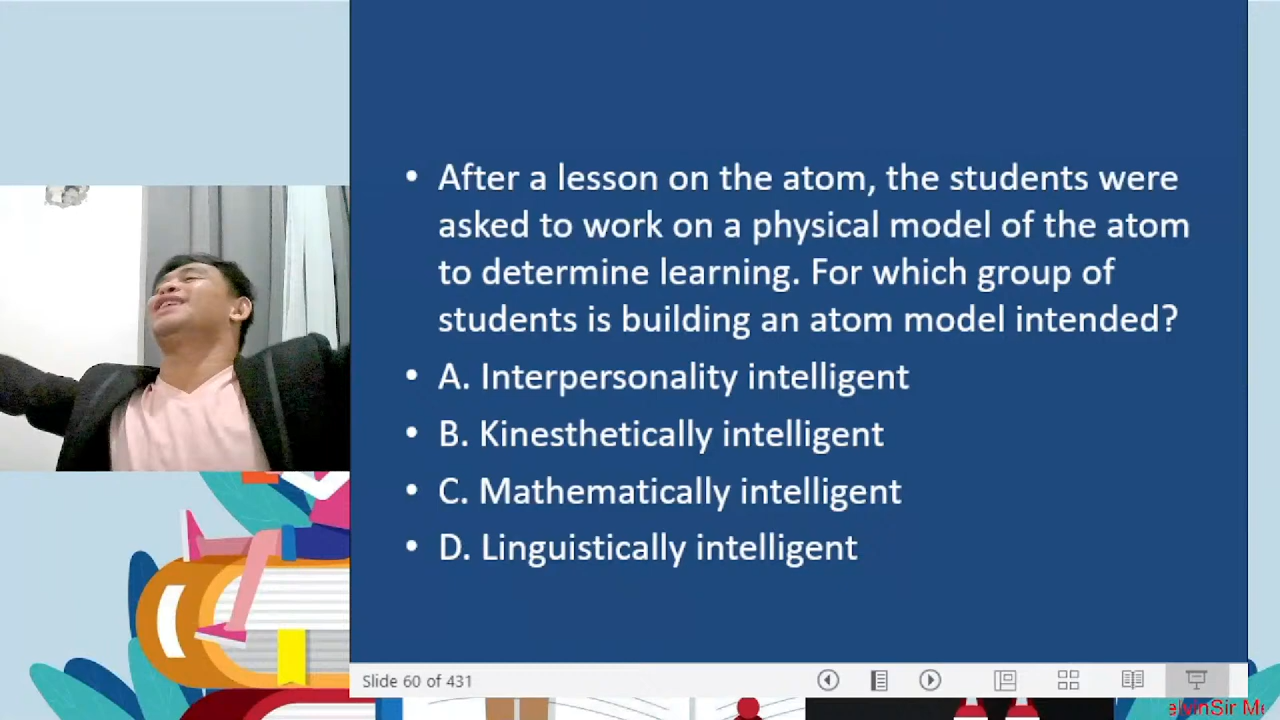 • After a lesson on the atom, the students were
asked to work on a physical model of the atom
to determine learning. For which group of
students is building an atom model intended?
• A. Interpersonality intelligent
• B. Kinesthetically intelligent
• C. Mathematically intelligent
• D. Linguistically intelligent
Slide 60 of 431